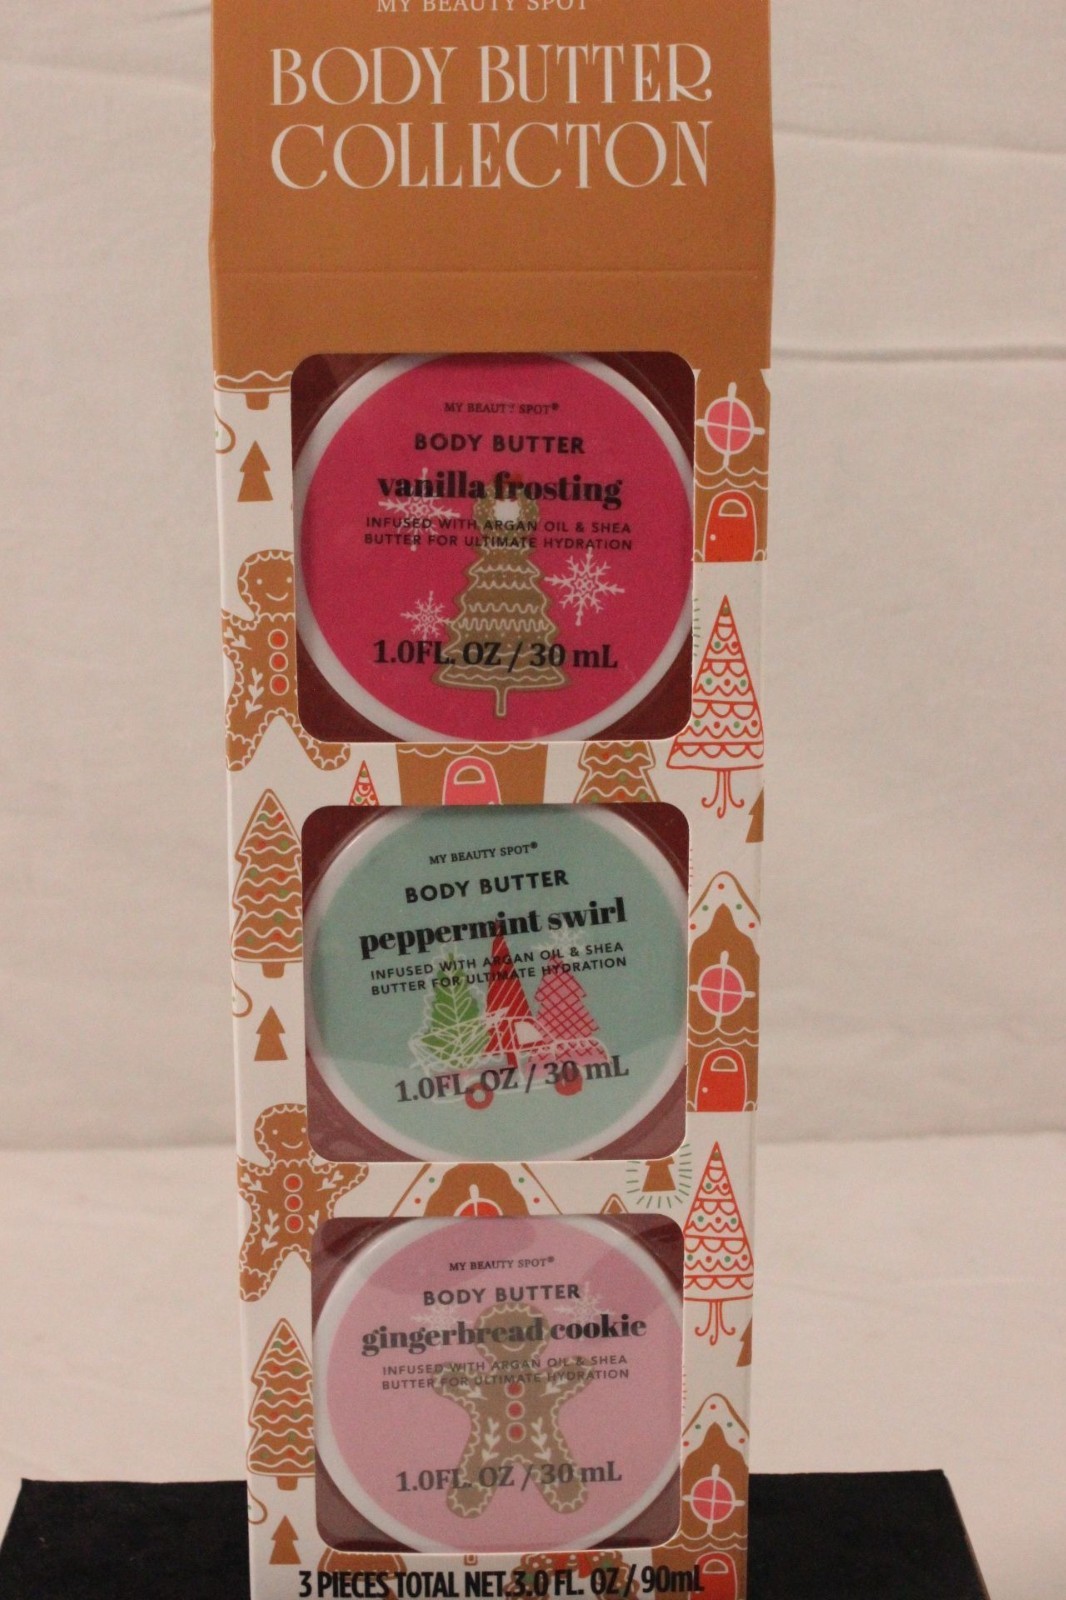 MY BEAUTY SPOT
BODY BUTTER
COLLECTON
MY BEAUTY SPOT®
BODY BUTTER
vanilla frosting
INFUSED WITH ARGAN OIL & SHEA
BUTTER FOR ULTIMATE HYDRATION
1.0FL. OZ / 30 mL
MY BEAUTY SPOT®
BODY BUTTER
peppermint swirl
INFUSED WITH ARGAN OIL & SHEA
BUTTER FOR ULTIMATE HYDRATION
1.0FL. OZ / 30 mL
MY BEAUTY SPOT®
BODY BUTTER
gingerbread cookie
INFUSED WITH ARGAN OIL & SHEA
BUTTER FOR ULTIMATE HYDRATION
1.0FL. OZ / 30 mL
3 PIECES TOTAL NET.3.0 FL. OZ / 90mL